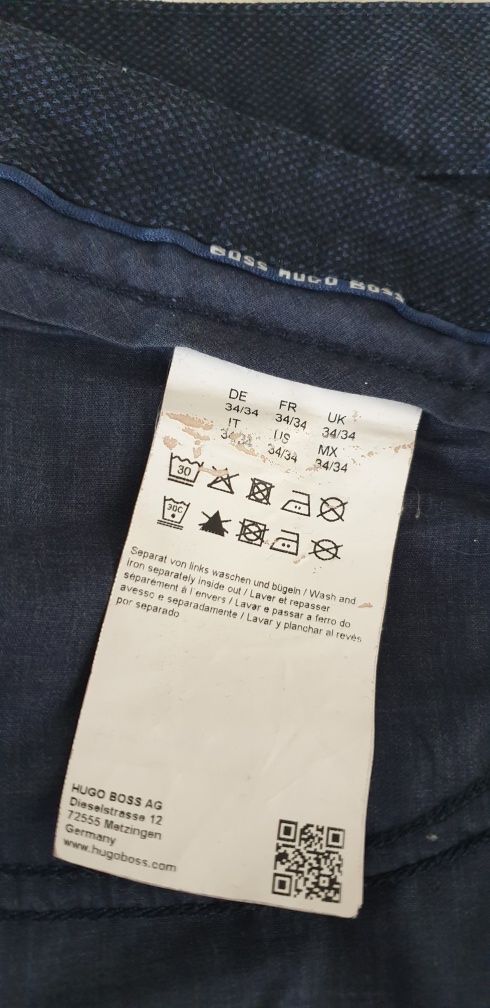 BOSS HUGO BOSS
DE FR UK
34/34 34/34 34/34
IT US MX
34/34 34/34 34/34
30
30C
Separat von links waschen und bügeln / Wash and
iron separately inside out / Laver et repasser
séparément à l'envers / Lavar e passar a ferro do
avesso e separadamente / Lavar y planchar al revés
por separado
HUGO BOSS AG
Dieselstrasse 12
72555 Metzingen
Germany
www.hugoboss.com